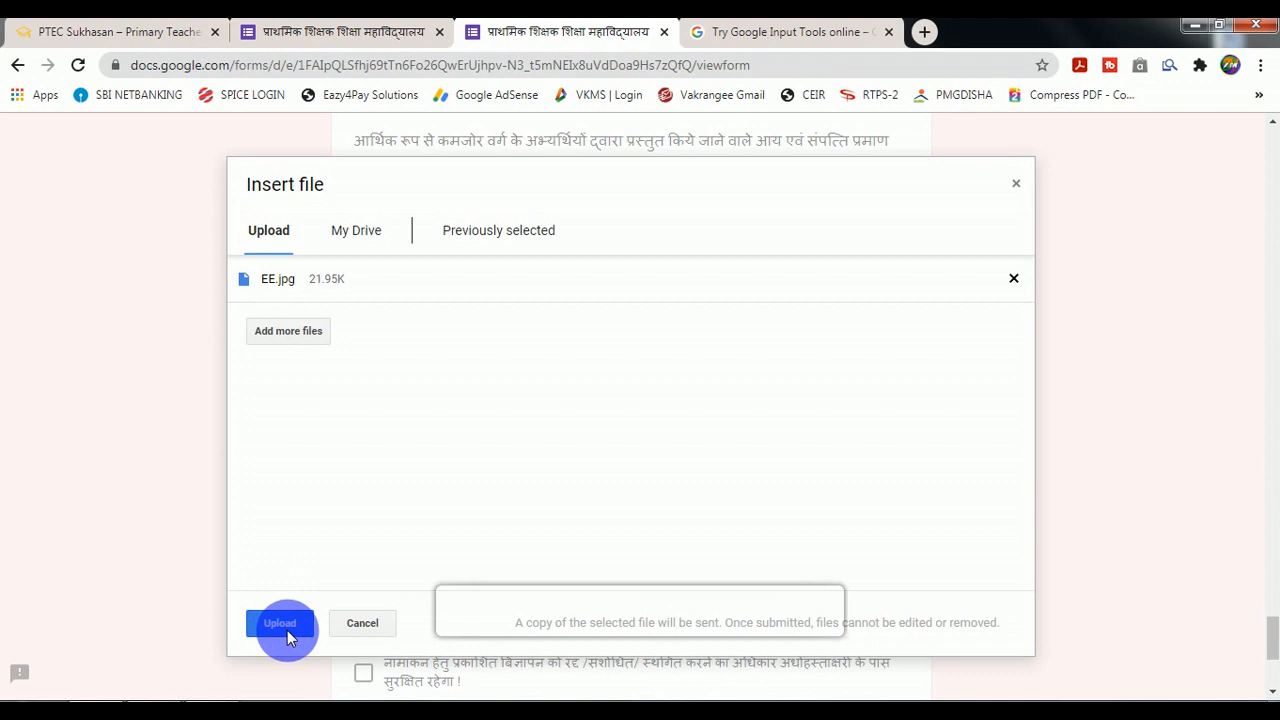 PTEC Sukhasan – Primary Teache
प्राथमिक शिक्षक शिक्षा महाविद्यालय
प्राथमिक शिक्षक शिक्षा महाविद्यालय
Try Google Input Tools online –
docs.google.com/forms/d/e/1FAIpQLSfhj69tTn6Fo26QwErUjhpv-N3_t5mNEIx8uVdDoa9Hs7zQfQ/viewform
Apps
SBI NETBANKING
SPICE LOGIN
Eazy4Pay Solutions
Google AdSense
VKMS | Login
Vakrangee Gmail
CEIR
RTPS-2
PMGDISHA
Compress PDF - Co...
आर्थिक रूप से कमजोर वर्ग के अभ्यर्थियों द्वारा प्रस्तुत किये जाने वाले आय एवं संपत्ति प्रमाण
Insert file
Upload
My Drive
Previously selected
EE.jpg 21.95K
Add more files
Upload
Cancel
A copy of the selected file will be sent. Once submitted, files cannot be edited or removed.
नामांकन हेतु प्रकाशित विज्ञापन को रद्द /संशोधित/ स्थगित करने का अधिकार अधोहस्ताक्षरी के पास
सुरक्षित रहेगा !